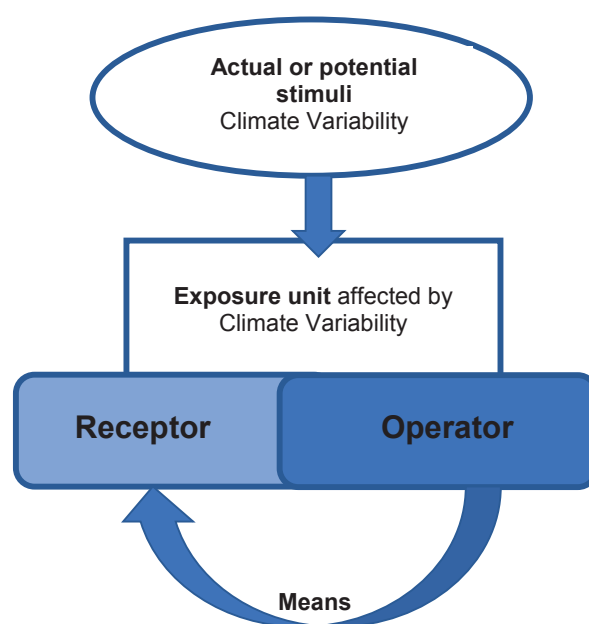 Actual or potential
stimuli
Climate Variability
Exposure unit affected by
Climate Variability
Receptor
Operator
Means